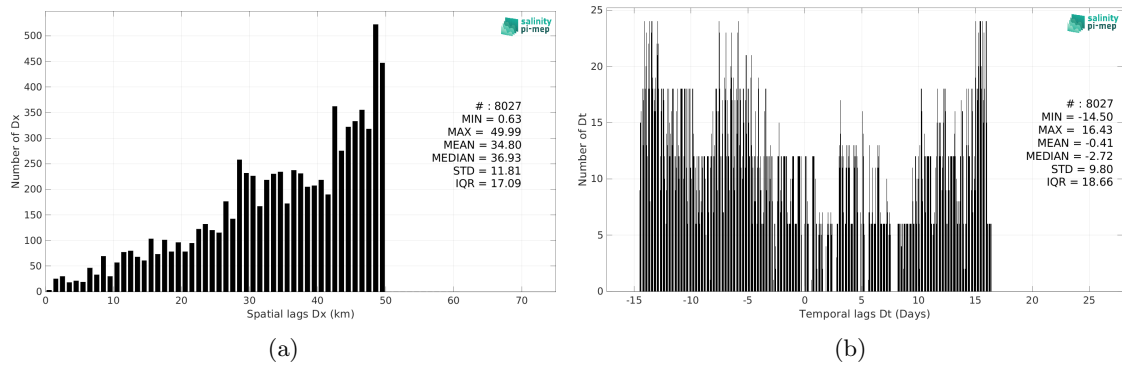 500
450
400
350
300
250
200
150
100
50
0
Number of Dx
0 10 20 30 40 50 60 70
Spatial lags Dx (km)
salinity
pi-mep
# : 8027
MIN = 0.63
MAX = 49.99
MEAN = 34.80
MEDIAN = 36.93
STD = 11.81
IQR = 17.09
(a)
25
20
15
10
5
0
Number of Dt
-15 -10 -5 0 5 10 15 20 25
Temporal lags Dt (Days)
salinity
pi-mep
# : 8027
MIN = -14.50
MAX = 16.43
MEAN = -0.41
MEDIAN = -2.72
STD = 9.80
IQR = 18.66
(b)